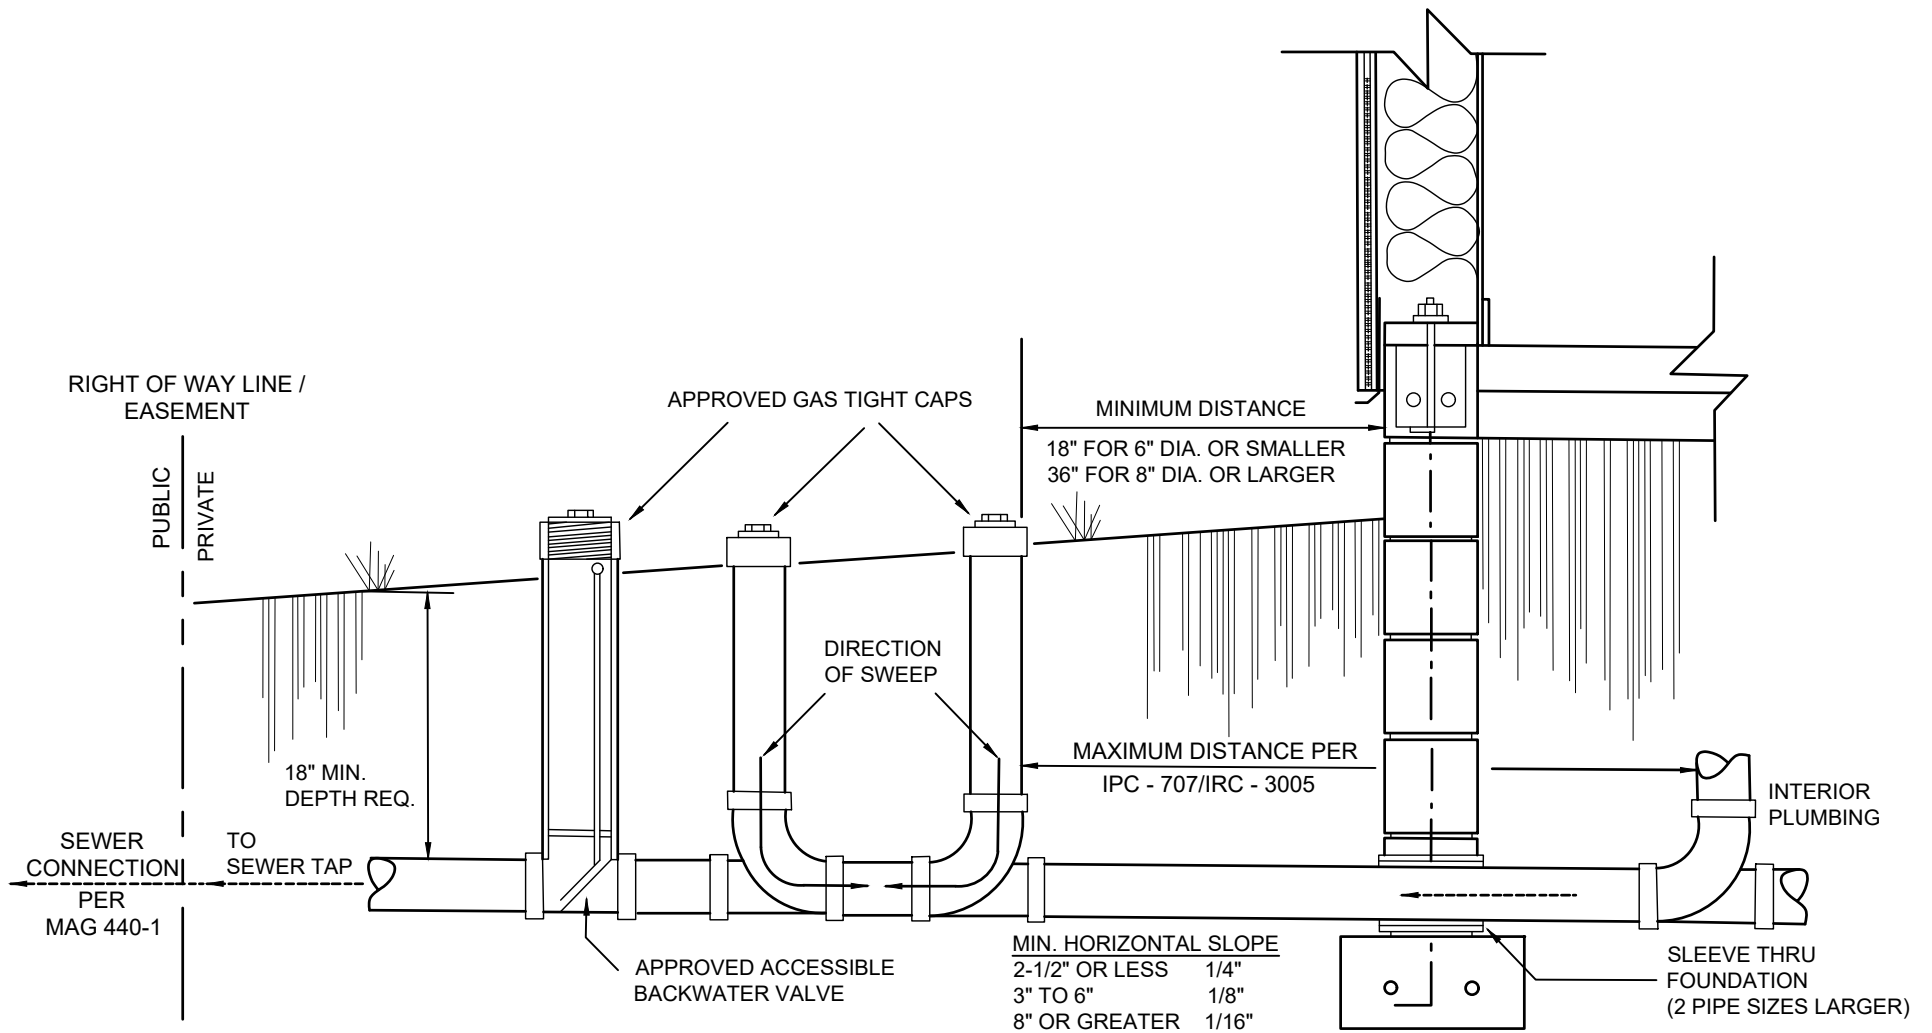 RIGHT OF WAY LINE /
EASEMENT
PUBLIC
PRIVATE
APPROVED GAS TIGHT CAPS
MINIMUM DISTANCE
18" FOR 6" DIA. OR SMALLER
36" FOR 8" DIA. OR LARGER
DIRECTION
OF SWEEP
18" MIN.
DEPTH REQ.
MAXIMUM DISTANCE PER
IPC - 707/IRC - 3005
INTERIOR
PLUMBING
SEWER
CONNECTION
PER
MAG 440-1
TO
SEWER TAP
APPROVED ACCESSIBLE
BACKWATER VALVE
MIN. HORIZONTAL SLOPE
2-1/2" OR LESS 1/4"
3" TO 6" 1/8"
8" OR GREATER 1/16"
SLEEVE THRU
FOUNDATION
(2 PIPE SIZES LARGER)